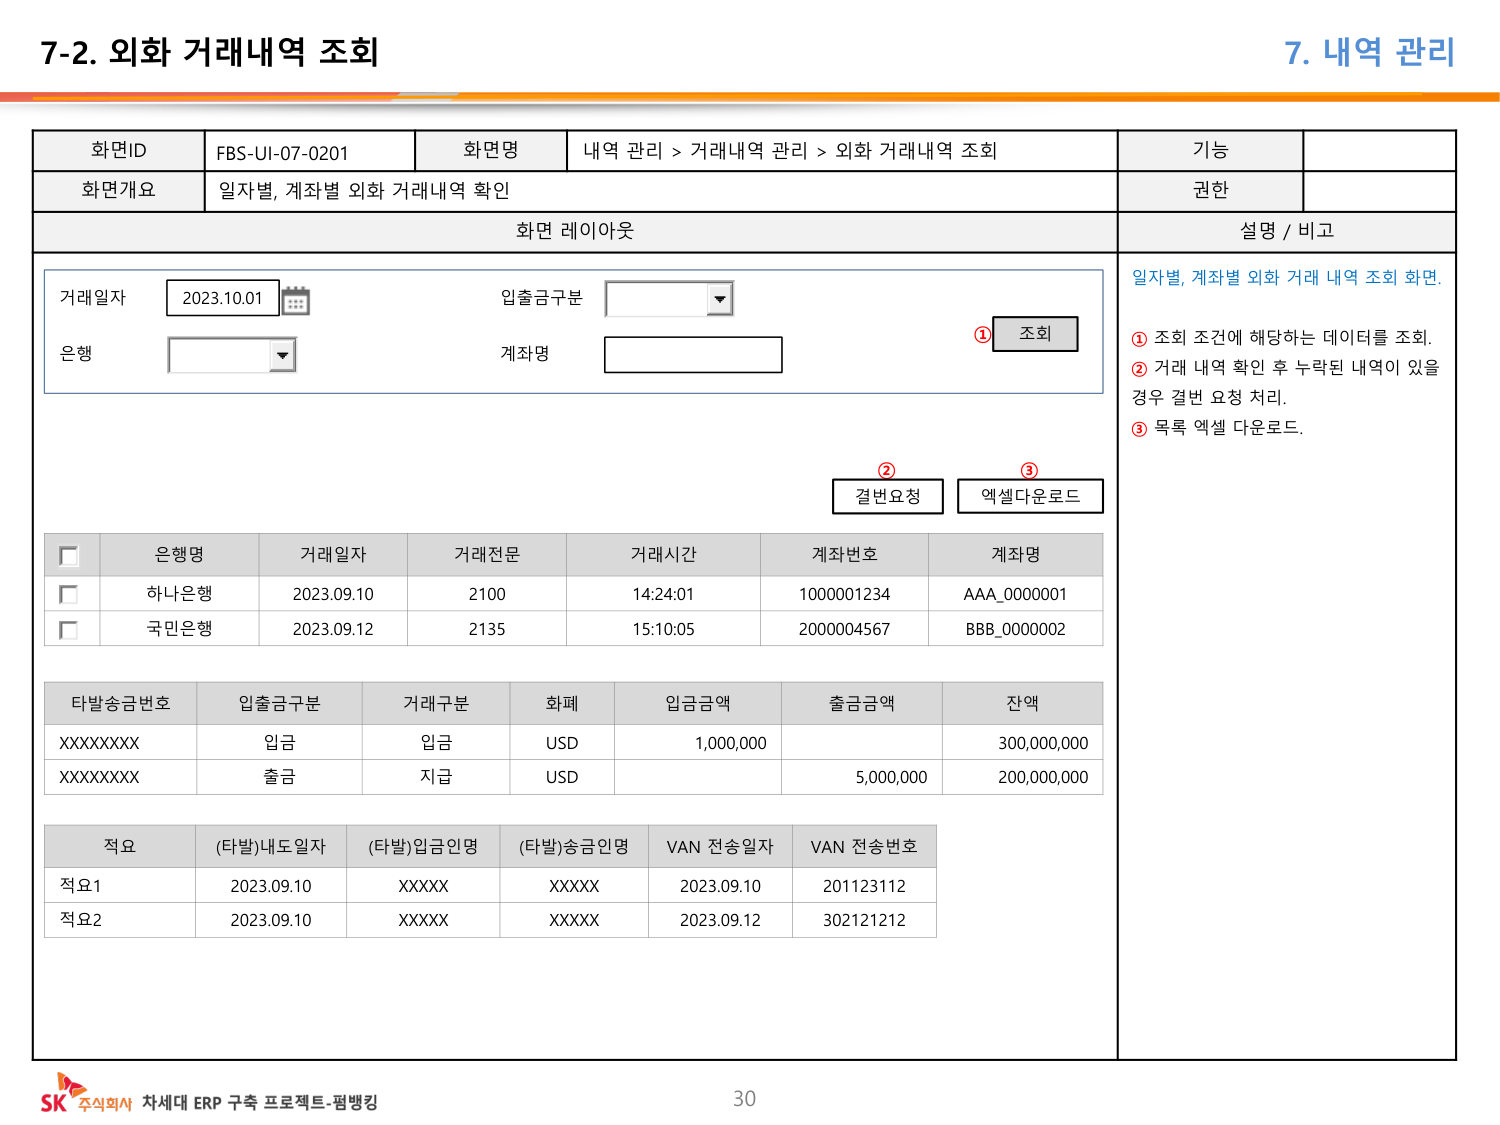 7-2. 외화 거래내역 조회
7. 내역 관리
화면ID FBS-UI-07-0201 화면명 내역 관리 > 거래내역 관리 > 외화 거래내역 조회 기능
화면개요 일자별, 계좌별 외화 거래내역 확인 권한
화면 레이아웃 설명 / 비고
거래일자 2023.10.01 입출금구분
은행 계좌명
① 조회
② ③
결번요청 엑셀다운로드
은행명 거래일자 거래전문 거래시간 계좌번호 계좌명
하나은행 2023.09.10 2100 14:24:01 1000001234 AAA_0000001
국민은행 2023.09.12 2135 15:10:05 2000004567 BBB_0000002
타발송금번호 입출금구분 거래구분 화폐 입금금액 출금금액 잔액
XXXXXXXX 입금 입금 USD 1,000,000 300,000,000
XXXXXXXX 출금 지급 USD 5,000,000 200,000,000
적요 (타발)내도일자 (타발)입금인명 (타발)송금인명 VAN 전송일자 VAN 전송번호
적요1 2023.09.10 XXXXX XXXXX 2023.09.10 201123112
적요2 2023.09.10 XXXXX XXXXX 2023.09.12 302121212
일자별, 계좌별 외화 거래 내역 조회 화면.
① 조회 조건에 해당하는 데이터를 조회.
② 거래 내역 확인 후 누락된 내역이 있을
경우 결번 요청 처리.
③ 목록 엑셀 다운로드.
SK 주식회사 차세대 ERP 구축 프로젝트-펌뱅킹
30